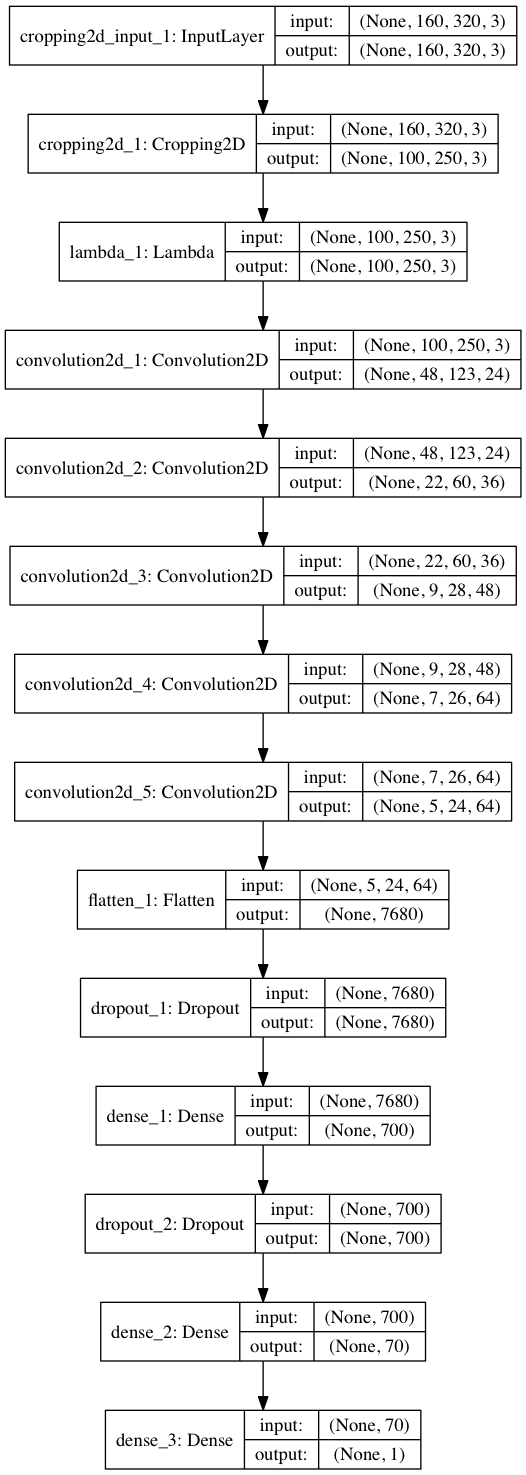 cropping2d_input_1: InputLayer
input: (None, 160, 320, 3)
output: (None, 160, 320, 3)
cropping2d_1: Cropping2D
input: (None, 160, 320, 3)
output: (None, 100, 250, 3)
lambda_1: Lambda
input: (None, 100, 250, 3)
output: (None, 100, 250, 3)
convolution2d_1: Convolution2D
input: (None, 100, 250, 3)
output: (None, 48, 123, 24)
convolution2d_2: Convolution2D
input: (None, 48, 123, 24)
output: (None, 22, 60, 36)
convolution2d_3: Convolution2D
input: (None, 22, 60, 36)
output: (None, 9, 28, 48)
convolution2d_4: Convolution2D
input: (None, 9, 28, 48)
output: (None, 7, 26, 64)
convolution2d_5: Convolution2D
input: (None, 7, 26, 64)
output: (None, 5, 24, 64)
flatten_1: Flatten
input: (None, 5, 24, 64)
output: (None, 7680)
dropout_1: Dropout
input: (None, 7680)
output: (None, 7680)
dense_1: Dense
input: (None, 7680)
output: (None, 700)
dropout_2: Dropout
input: (None, 700)
output: (None, 700)
dense_2: Dense
input: (None, 700)
output: (None, 70)
dense_3: Dense
input: (None, 70)
output: (None, 1)